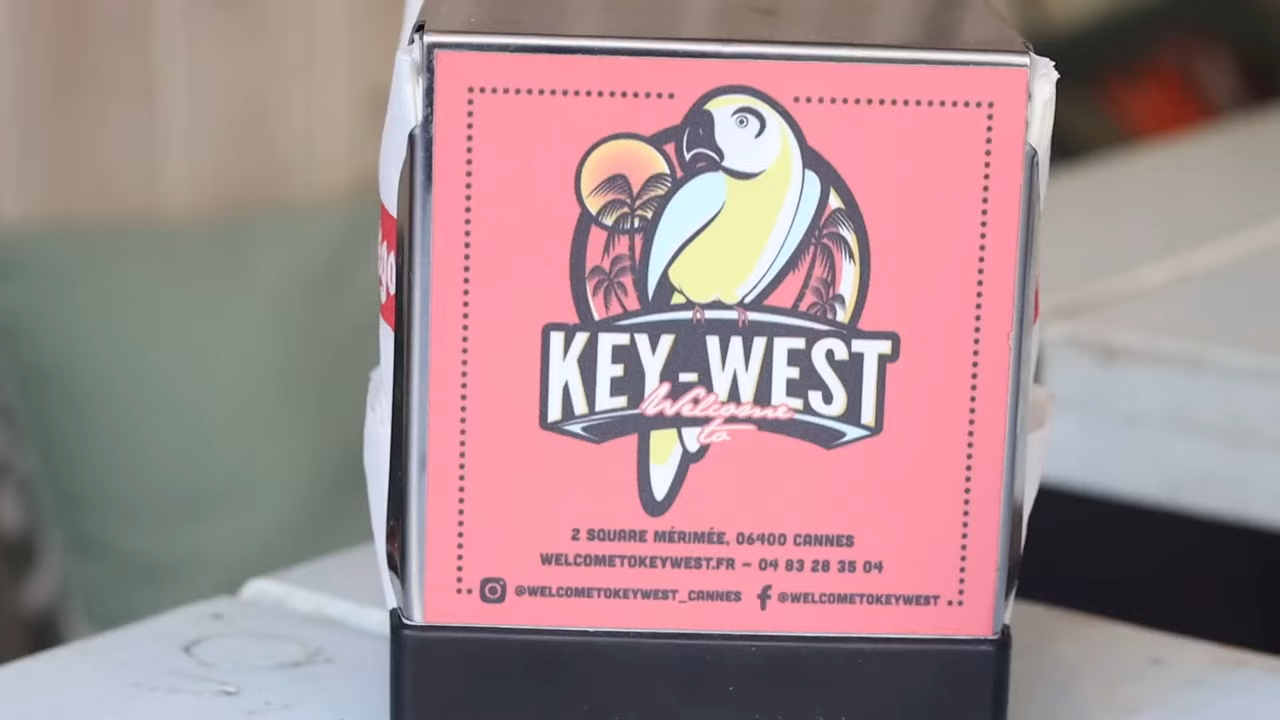 KEY-WEST
Welcome
to
2 SQUARE MÉRIMÉE, 06400 CANNES
WELCOMETOKEYWEST.FR - 04 83 28 35 04
@WELCOMETOKEYWEST_CANNES @WELCOMETOKEYWEST